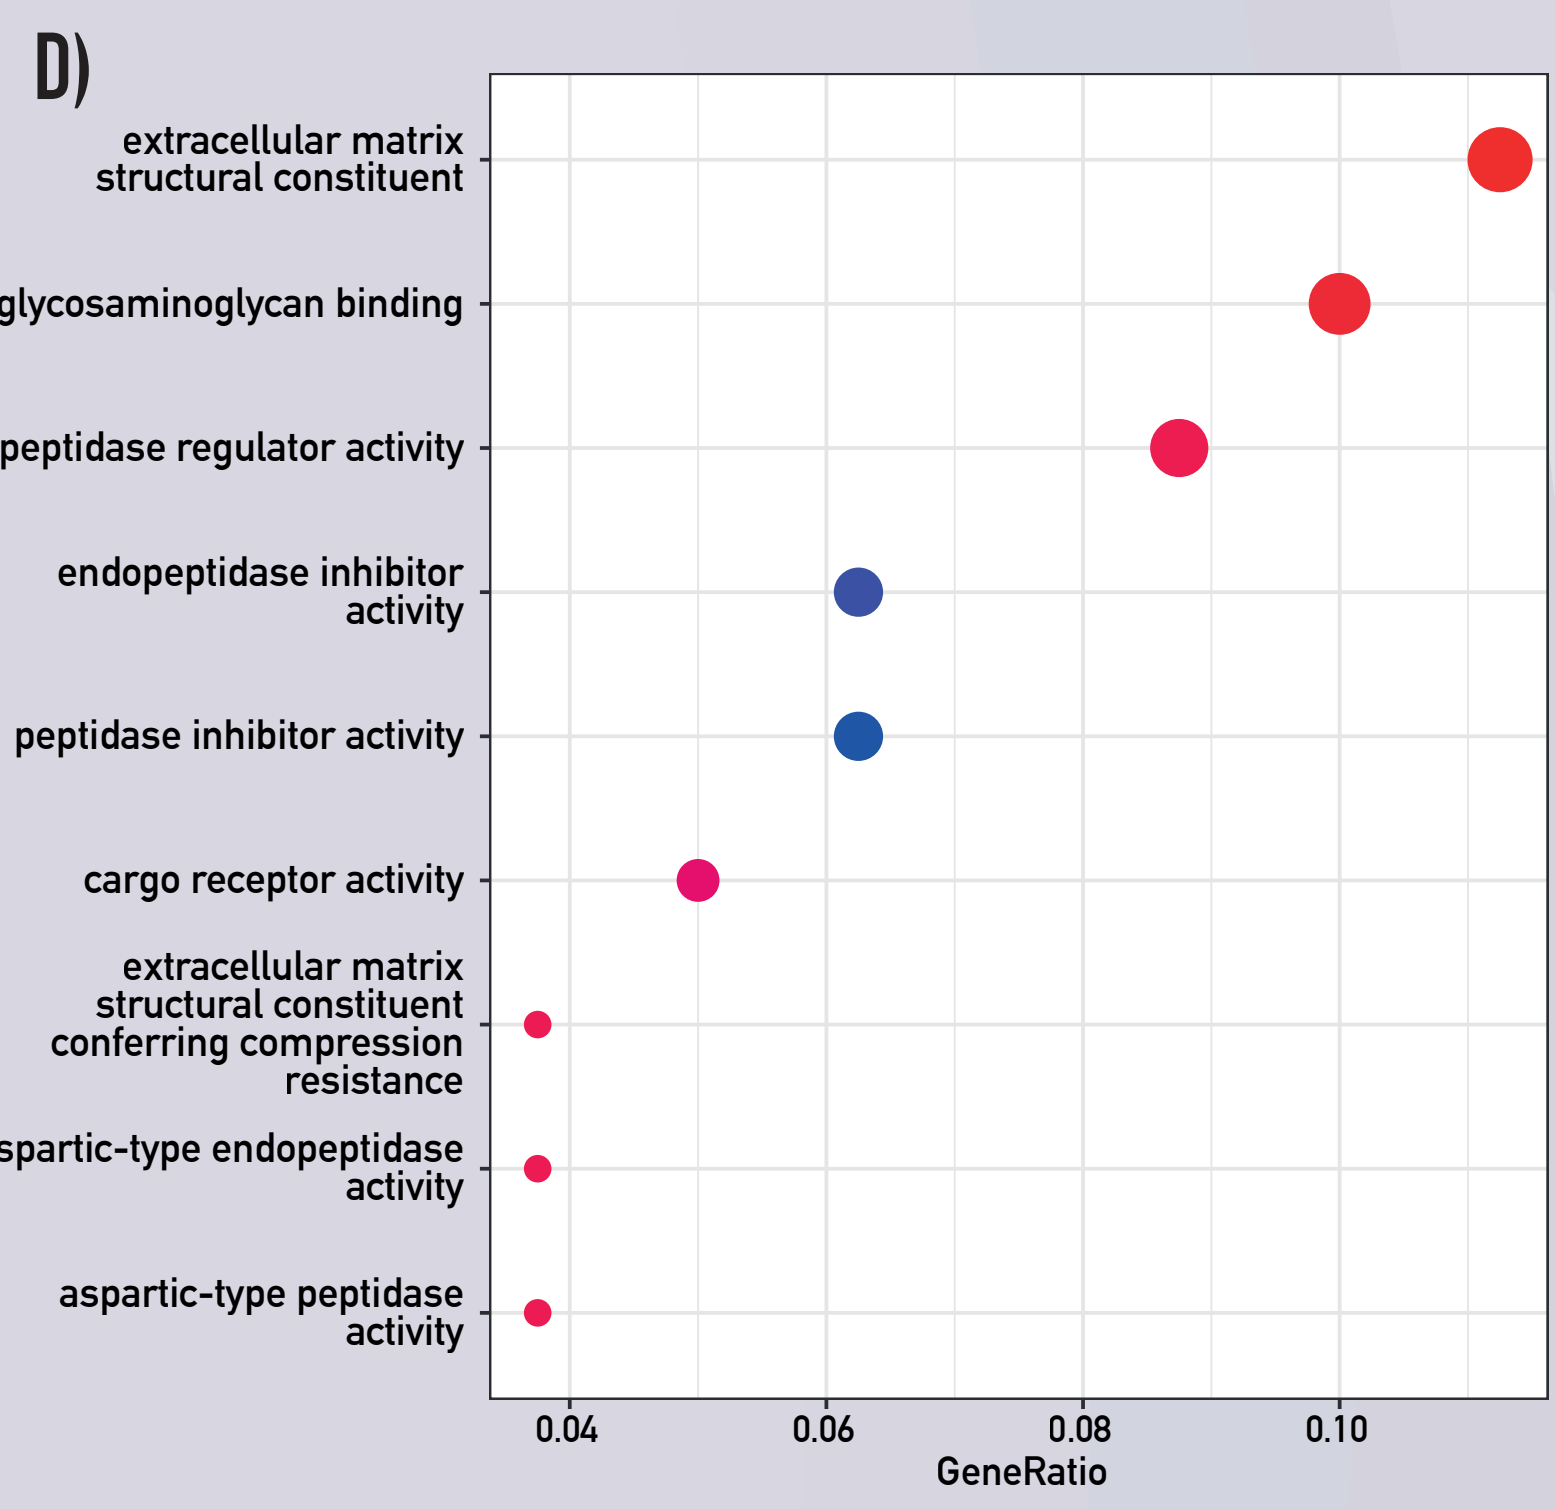 D)
extracellular matrix
structural constituent
glycosaminoglycan binding
peptidase regulator activity
endopeptidase inhibitor
activity
peptidase inhibitor activity
cargo receptor activity
extracellular matrix
structural constituent
conferring compression
resistance
spartic-type endopeptidase
activity
aspartic-type peptidase
activity
0.04 0.06 0.08 0.10
GeneRatio